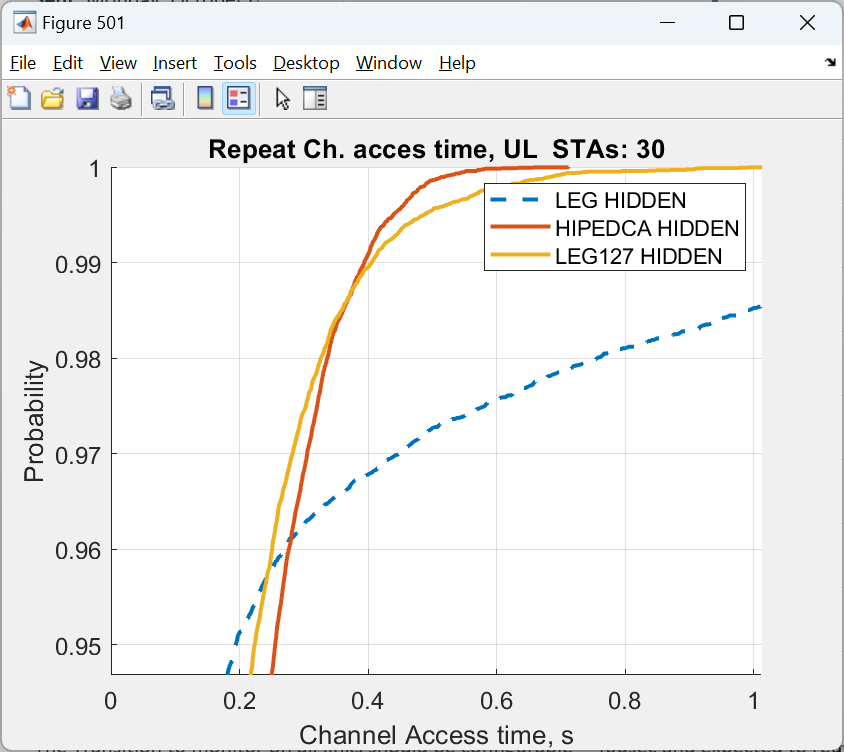 Figure 501
File Edit View Insert Tools Desktop Window Help
Repeat Ch. acces time, UL  STAs: 30
LEG HIDDEN
HIPEDCA HIDDEN
LEG127 HIDDEN
1
0.99
0.98
0.97
0.96
0.95
Probability
0 0.2 0.4 0.6 0.8 1
Channel Access time, s